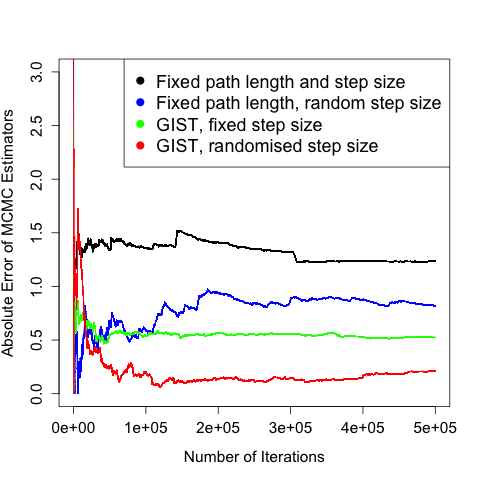 Fixed path length and step size
Fixed path length, random step size
GIST, fixed step size
GIST, randomised step size
Absolute Error of MCMC Estimators
3.0
2.5
2.0
1.5
1.0
0.5
0.0
0e+00 1e+05 2e+05 3e+05 4e+05 5e+05
Number of Iterations